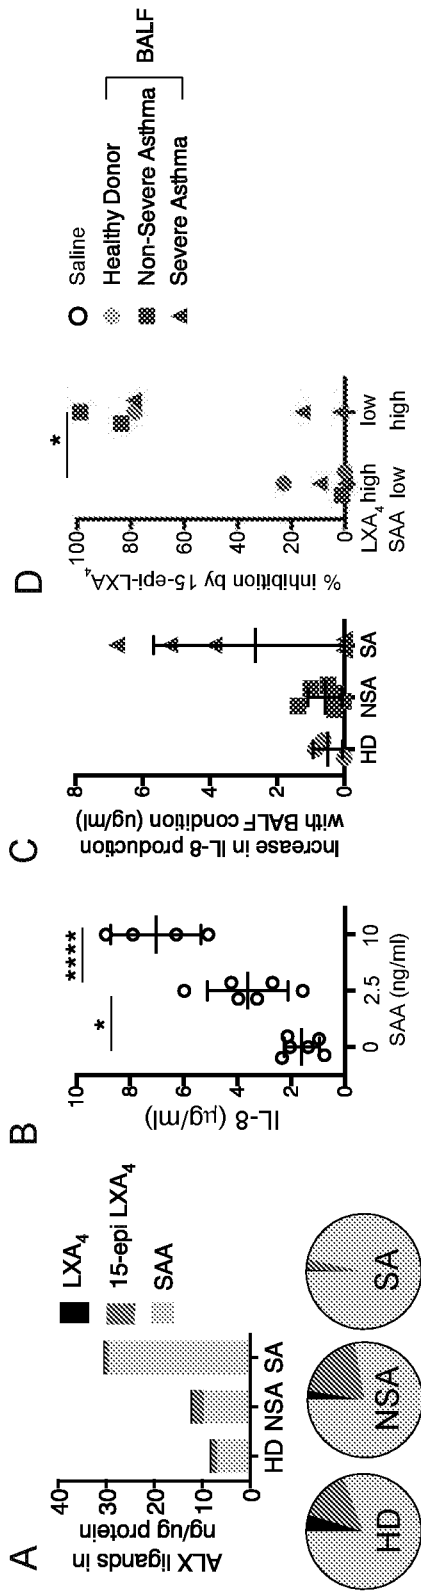 A
ALX ligands in
ng/ug protein
40
30
20
10
0
HD NSA SA
LXA4
15-epi LXA4
SAA
HD
NSA
SA
B
IL-8 (µg/ml)
10
8
6
4
2
0
****
*
0 2.5 10
SAA (ng/ml)
C
Increase in IL-8 production
with BALF condition (ug/ml)
8
6
4
2
0
HD NSA SA
D
% inhibition by 15-epi-LXA4
100
80
60
40
20
0
*
LXA4 high low
SAA low high
Saline
Healthy Donor
Non-Severe Asthma
Severe Asthma
BALF